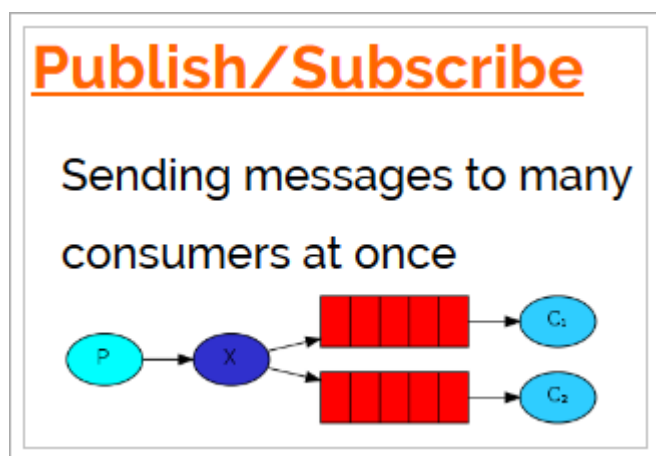 Publish/Subscribe
Sending messages to many
consumers at once
P
X
C₁
C₂